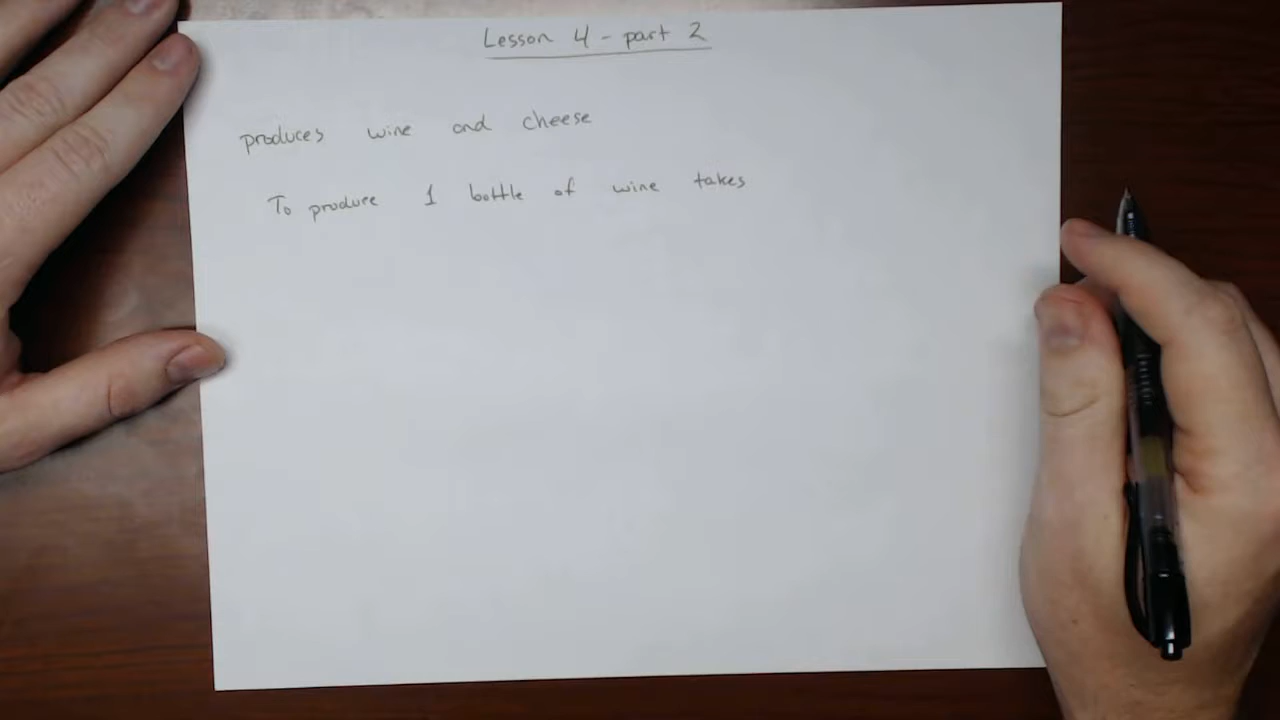 Lesson 4 - part 2
produces wine and cheese
To produce 1 bottle of wine takes